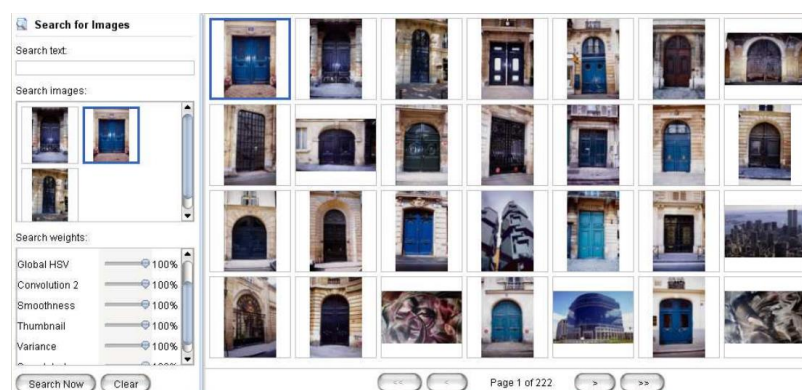 Search for Images
Search text:
Search images:
Search weights:
Global HSV 100%
Convolution 2 100%
Smoothness 100%
Thumbnail 100%
Variance 100%
Search Now Clear
<< < Page 1 of 222 > >>